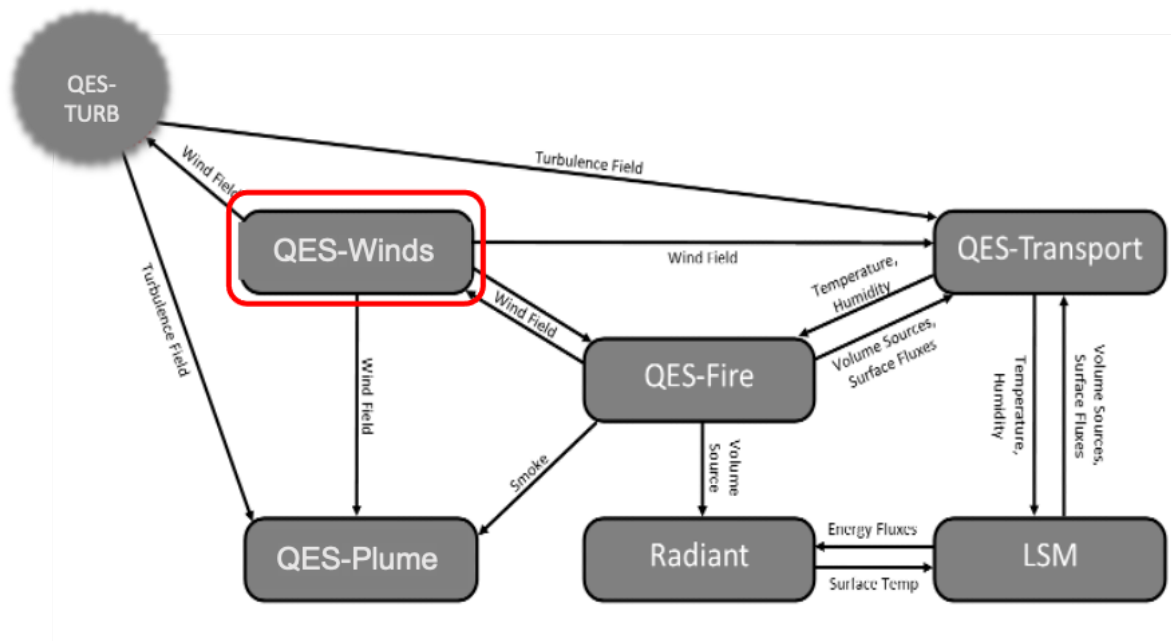 QES-
TURB
Wind Field
Turbulence Field
QES-Winds
Wind Field
QES-Transport
Temperature,
Humidity
Wind Field
Turbulence Field
Volume Sources,
Surface Fluxes
Wind Field
QES-Fire
Temperature,
Humidity
Volume Sources,
Surface Fluxes
Smoke
Volume
Source
QES-Plume
Radiant
Energy Fluxes
Surface Temp
LSM